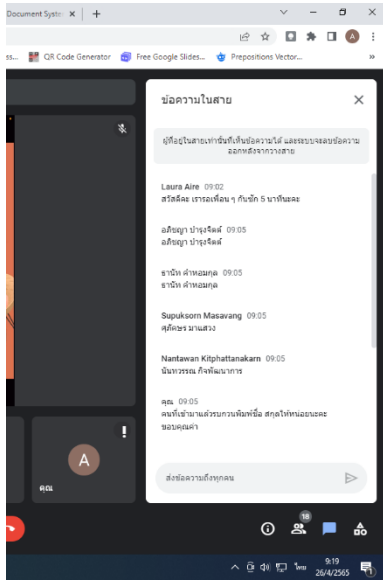 Document Syste
ss...
QR Code Generator
Free Google Slides...
Prepositions Vector...
A
ข้อความในสาย
ผู้ที่อยู่ในสายเท่านั้นที่เห็นข้อความได้ และระบบจะลบข้อความ
ออกหลังจากวางสาย
Laura Aire 09:02
สวัสดีค่ะ เรารอเพื่อน ๆ กันซัก 5 นาทีนะคะ
อภิชญา บำรุงจิตต์ 09:05
อภิชญา บำรุงจิตต์
ธานัท คำหอมกุล 09:05
ธานัท คำหอมกุล
Supuksorn Masavang 09:05
ศุภัคษร มาแสวง
Nantawan Kitphattanakarn 09:05
นันทวรรณ กิจพัฒนาการ
คุณ 09:05
คนที่เข้ามาแล้วรบกวนพิมพ์ชื่อ สกุลให้หน่อยนะคะ
ขอบคุณค่า
A
คุณ
ส่งข้อความถึงทุกคน
18
ไทย
9:19
26/4/2565
1